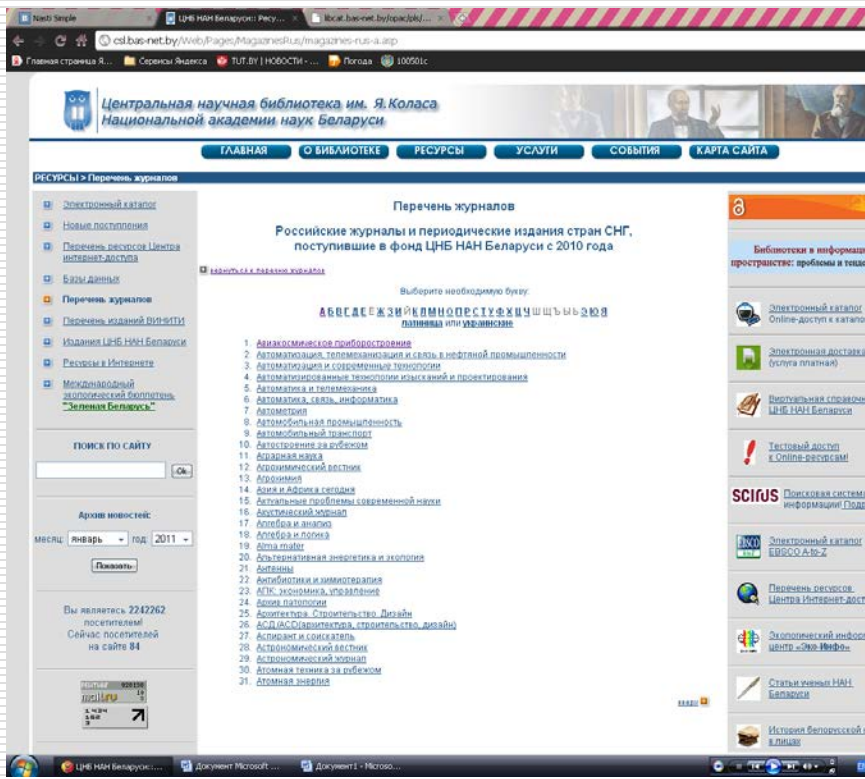 Nasti Simple
ЦНБ НАН Беларуси:: Ресу...
libcat.bas-net.by/opac/pls/...
csl.bas-net.by/Web/Pages/MagazinesRus/magazines-rus-a.asp
Главная страница Я...
Сервисы Яндекса
TUT.BY | НОВОСТИ - ...
Погода
100501c
Центральная научная библиотека им. Я.Коласа
Национальной академии наук Беларуси
ГЛАВНАЯ
О БИБЛИОТЕКЕ
РЕСУРСЫ
УСЛУГИ
СОБЫТИЯ
КАРТА САЙТА
РЕСУРСЫ > Перечень журналов
Электронный каталог
Новые поступления
Перечень ресурсов Центра
интернет-доступа
Базы данных
Перечень журналов
Перечень изданий ВИНИТИ
Издания ЦНБ НАН Беларуси
Ресурсы в Интернете
Международный
экологический бюллетень
"Зеленая Беларусь"
ПОИСК ПО САЙТУ
Ok
Архив новостей:
месяц: январь год: 2011
Показать
Вы являетесь 2242262
посетителем!
Сейчас посетителей
на сайте 84
Перечень журналов
Российские журналы и периодические издания стран СНГ,
поступившие в фонд ЦНБ НАН Беларуси с 2010 года
вернуться к перечню журналов
Выберите необходимую букву:
А Б В Г Д Е Ё Ж З И Й К Л М Н О П Р С Т У Ф Х Ц Ч Ш Щ Ъ Ы Ь Э Ю Я
латиница или украинские
1. Авиакосмическое приборостроение
2. Автоматизация, телемеханизация и связь в нефтяной промышленности
3. Автоматизация и современные технологии
4. Автоматизированные технологии изысканий и проектирования
5. Автоматика и телемеханика
6. Автоматика, связь, информатика
7. Автометрия
8. Автомобильная промышленность
9. Автомобильный транспорт
10. Автостроение за рубежом
11. Аграрная наука
12. Агрохимический вестник
13. Агрохимия
14. Азия и Африка сегодня
15. Актуальные проблемы современной науки
16. Акустический журнал
17. Алгебра и анализ
18. Алгебра и логика
19. Alma mater
20. Альтернативная энергетика и экология
21. Антенны
22. Антибиотики и химиотерапия
23. АПК: экономика, управление
24. Архив патологии
25. Архитектура. Строительство. Дизайн
26. АСД (ACD(архитектура, строительство, дизайн)
27. Аспирант и соискатель
28. Астрономический вестник
29. Астрономический журнал
30. Атомная техника за рубежом
31. Атомная энергия
вверх
Библиотеки в информаци
пространстве: проблемы и тенде
Электронный каталог
Online-доступ к катало
Электронная доставка
(услуга платная)
Виртуальная справочн
ЦНБ НАН Беларуси
Тестовый доступ
к Online-ресурсам!
SCIRUS Поисковая система
информации! Подр
Электронный каталог
EBSCO A-to-Z
Перечень ресурсов
Центра Интернет-дост
Экологический информ
центр «Эко-Инфо»
Статьи ученых НАН
Беларуси
История белорусской
в лицах
ЦНБ НАН Беларуси::...
Документ Microsoft ...
Документ1 - Microso...